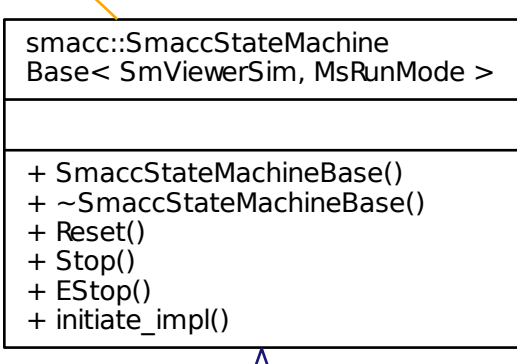 smacc::SmaccStateMachine
Base< SmViewerSim, MsRunMode >
+ SmaccStateMachineBase()
+ ~SmaccStateMachineBase()
+ Reset()
+ Stop()
+ EStop()
+ initiate_impl()